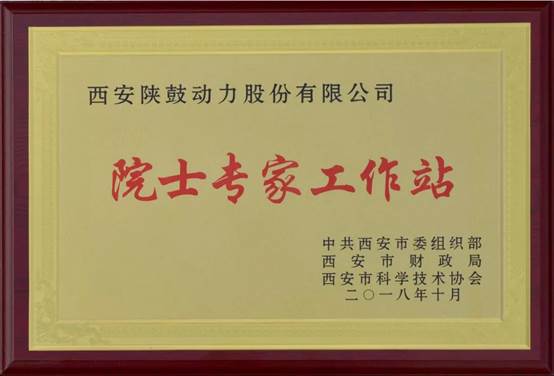 西安陕鼓动力股份有限公司
院士专家工作站
中共西安市委组织部
西安市财政局
西安市科学技术协会
二〇一八年十月